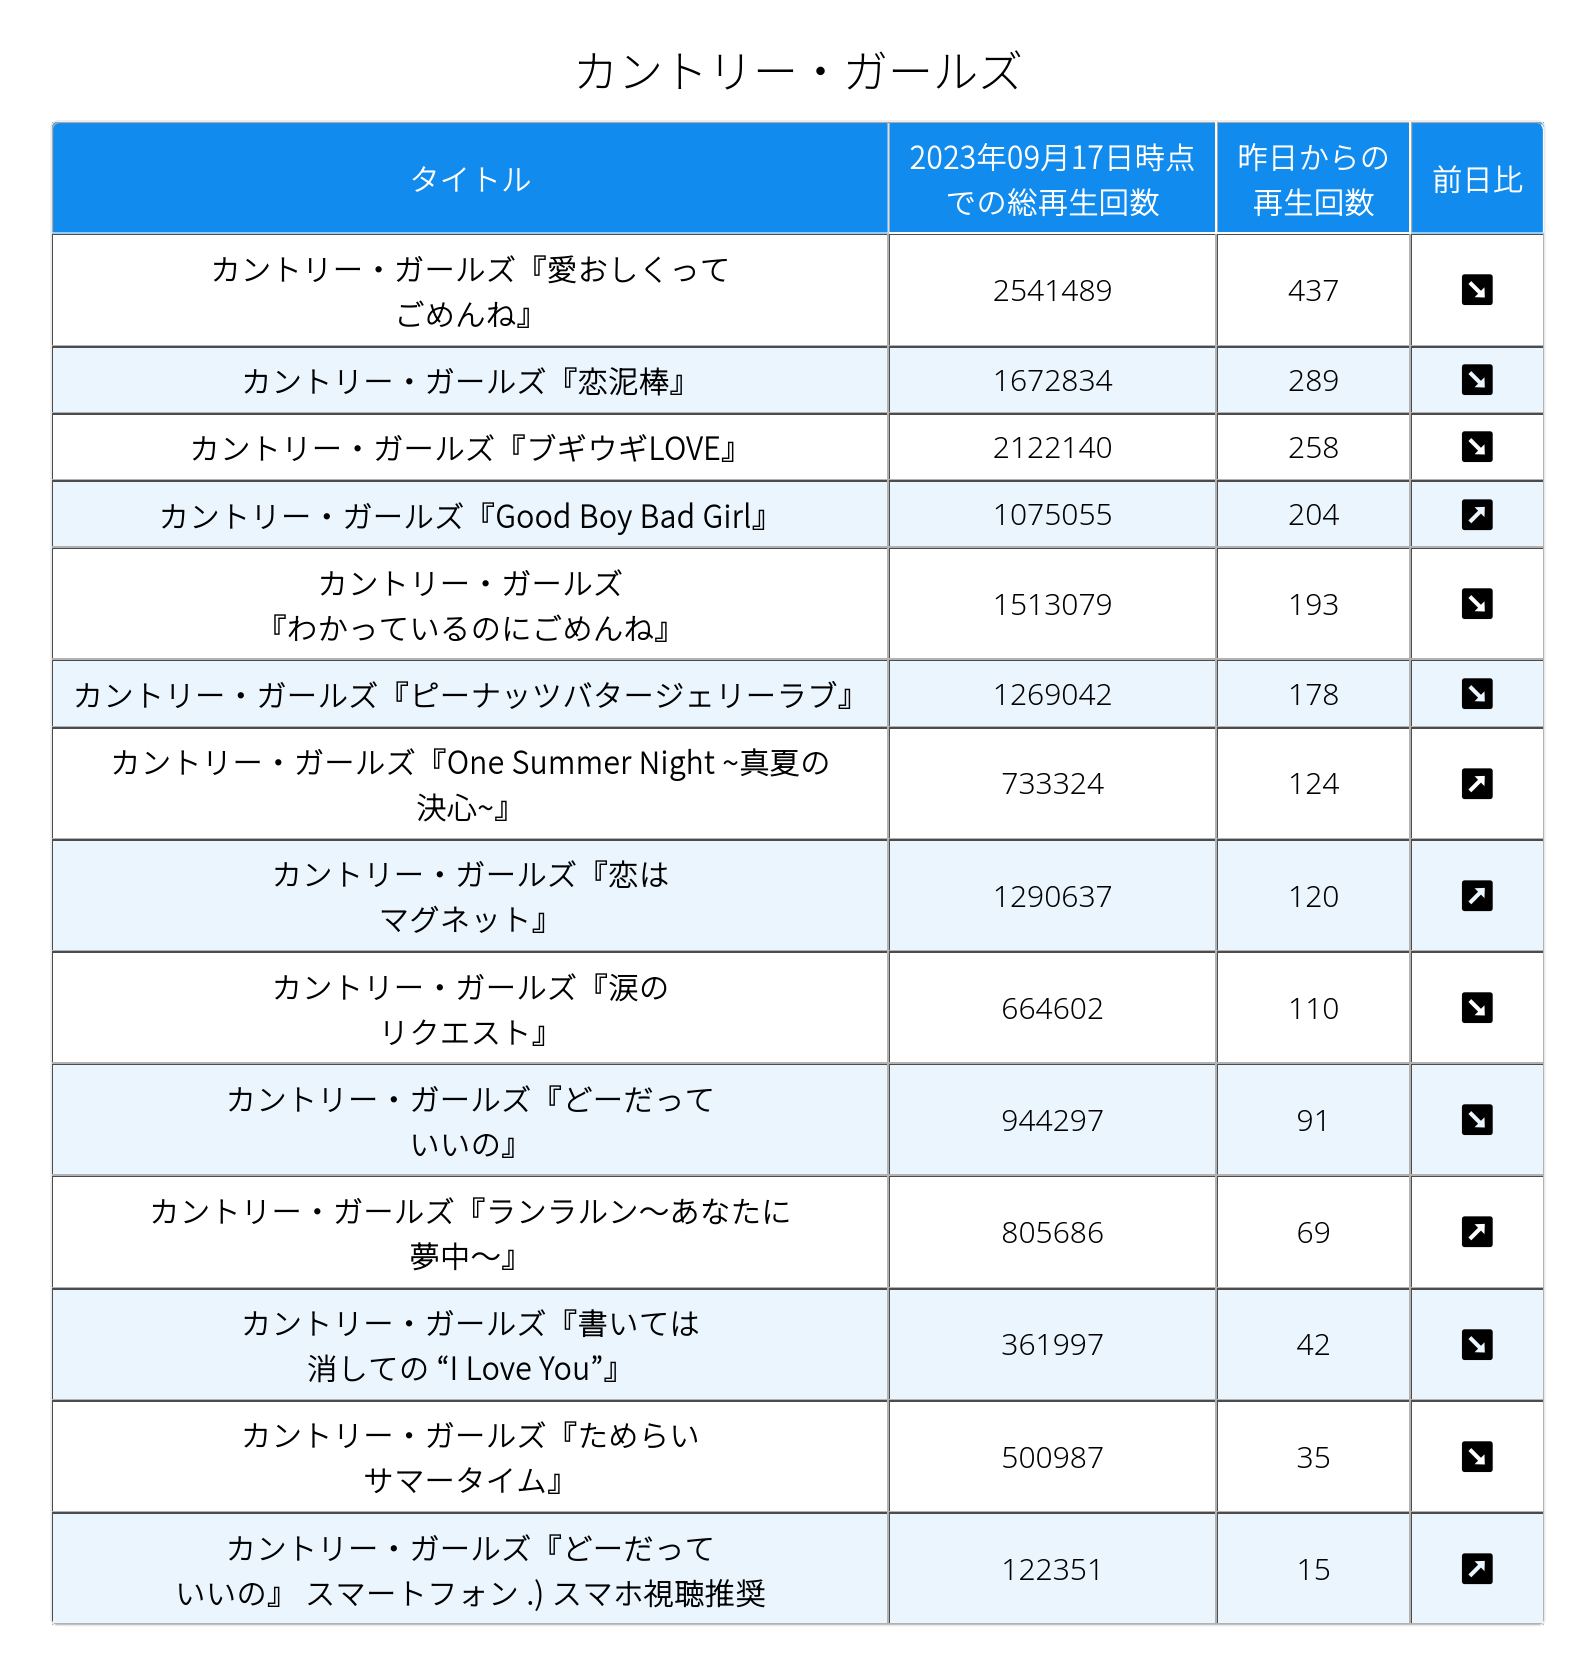 カントリー・ガールズ
タイトル
2023年09月17日時点
での総再生回数
昨日からの
再生回数
前日比
カントリー・ガールズ『愛おしくって
ごめんね』
2541489
437
カントリー・ガールズ『恋泥棒』
1672834
289
カントリー・ガールズ『ブギウギLOVE』
2122140
258
カントリー・ガールズ『Good Boy Bad Girl』
1075055
204
カントリー・ガールズ
『わかっているのにごめんね』
1513079
193
カントリー・ガールズ『ピーナッツバタージェリーラブ』
1269042
178
カントリー・ガールズ『One Summer Night ~真夏の
決心~』
733324
124
カントリー・ガールズ『恋は
マグネット』
1290637
120
カントリー・ガールズ『涙の
リクエスト』
664602
110
カントリー・ガールズ『どーだって
いいの』
944297
91
カントリー・ガールズ『ランラルン〜あなたに
夢中〜』
805686
69
カントリー・ガールズ『書いては
消しての “I Love You”』
361997
42
カントリー・ガールズ『ためらい
サマータイム』
500987
35
カントリー・ガールズ『どーだって
いいの』 スマートフォン .) スマホ視聴推奨
122351
15